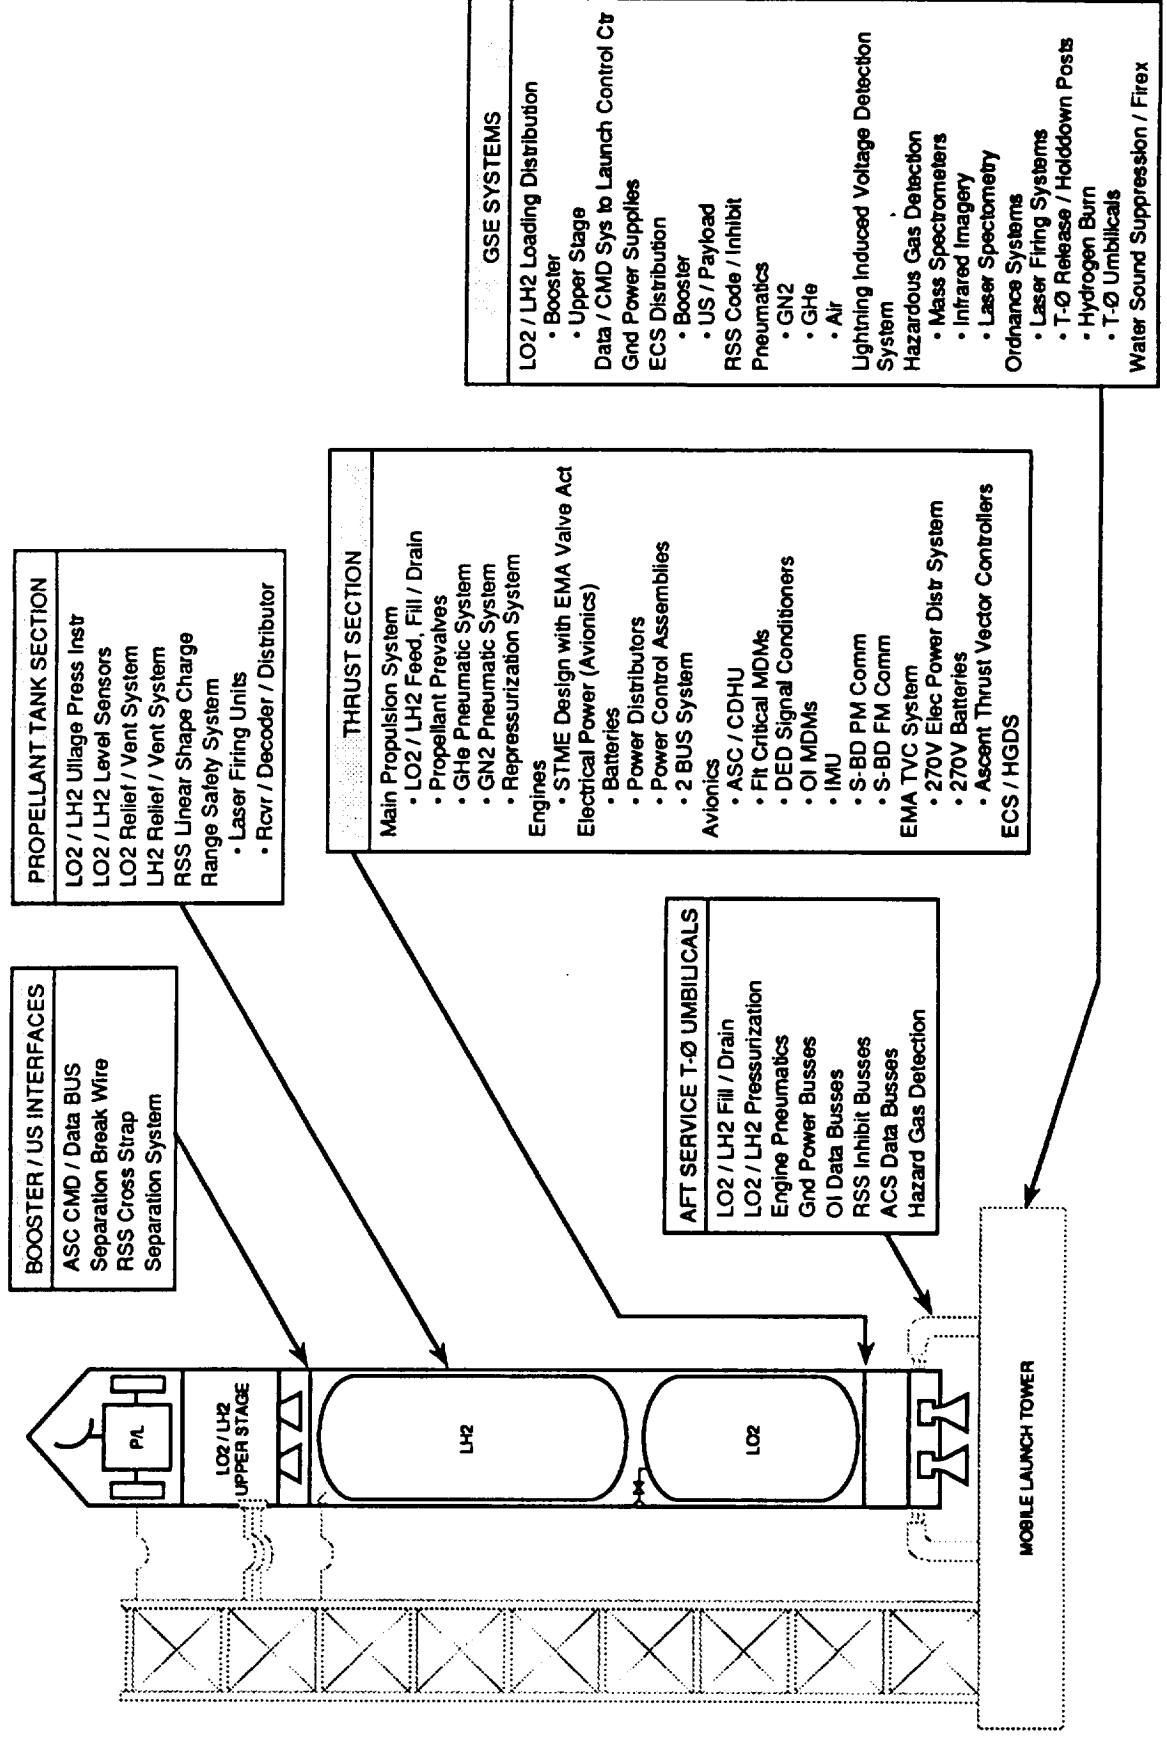 BOOSTER / US INTERFACES
ASC CMD / Data BUS
Separation Break Wire
RSS Cross Strap
Separation System
PROPELLANT TANK SECTION
LO2 / LH2 Ullage Press Instr
LO2 / LH2 Level Sensors
LO2 Relief / Vent System
LH2 Relief / Vent System
RSS Linear Shape Charge
Range Safety System
• Laser Firing Units
• Rcvr / Decoder / Distributor
THRUST SECTION
Main Propulsion System
• LO2 / LH2 Feed, Fill / Drain
• Propellant Prevalves
• GHe Pneumatic System
• GN2 Pneumatic System
• Repressurization System
Engines
• STME Design with EMA Valve Act
Electrical Power (Avionics)
• Batteries
• Power Distributors
• Power Control Assemblies
• 2 BUS System
Avionics
• ASC / CDHU
• Flt Critical MDMs
• DED Signal Conditioners
• OI MDMs
• IMU
• S-BD PM Comm
• S-BD FM Comm
EMA TVC System
• 270V Elec Power Distr System
• 270V Batteries
• Ascent Thrust Vector Controllers
ECS / HGDS
GSE SYSTEMS
LO2 / LH2 Loading Distribution
• Booster
• Upper Stage
Data / CMD Sys to Launch Control Ctr
Gnd Power Supplies
ECS Distribution
• Booster
• US / Payload
RSS Code / Inhibit
Pneumatics
• GN2
• GHe
• Air
Lightning Induced Voltage Detection
System
Hazardous Gas Detection
• Mass Spectrometers
• Infrared Imagery
• Laser Spectometry
Ordnance Systems
• Laser Firing Systems
• T-Ø Release / Holddown Posts
• Hydrogen Burn
• T-Ø Umbilicals
Water Sound Suppression / Firex
AFT SERVICE T-Ø UMBILICALS
LO2 / LH2 Fill / Drain
LO2 / LH2 Pressurization
Engine Pneumatics
Gnd Power Busses
OI Data Busses
RSS Inhibit Busses
ACS Data Busses
Hazard Gas Detection
P/L
LO2 / LH2
UPPER STAGE
LH2
LO2
MOBILE LAUNCH TOWER